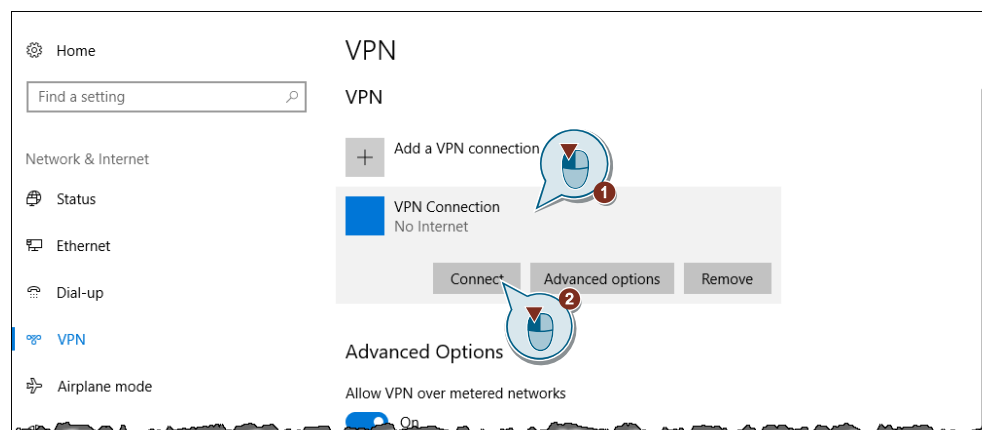 Home
Find a setting
Network & Internet
Status
Ethernet
Dial-up
VPN
Airplane mode
VPN
VPN
Add a VPN connection
1
VPN Connection
No Internet
Connect
Advanced options
Remove
2
Advanced Options
Allow VPN over metered networks
On